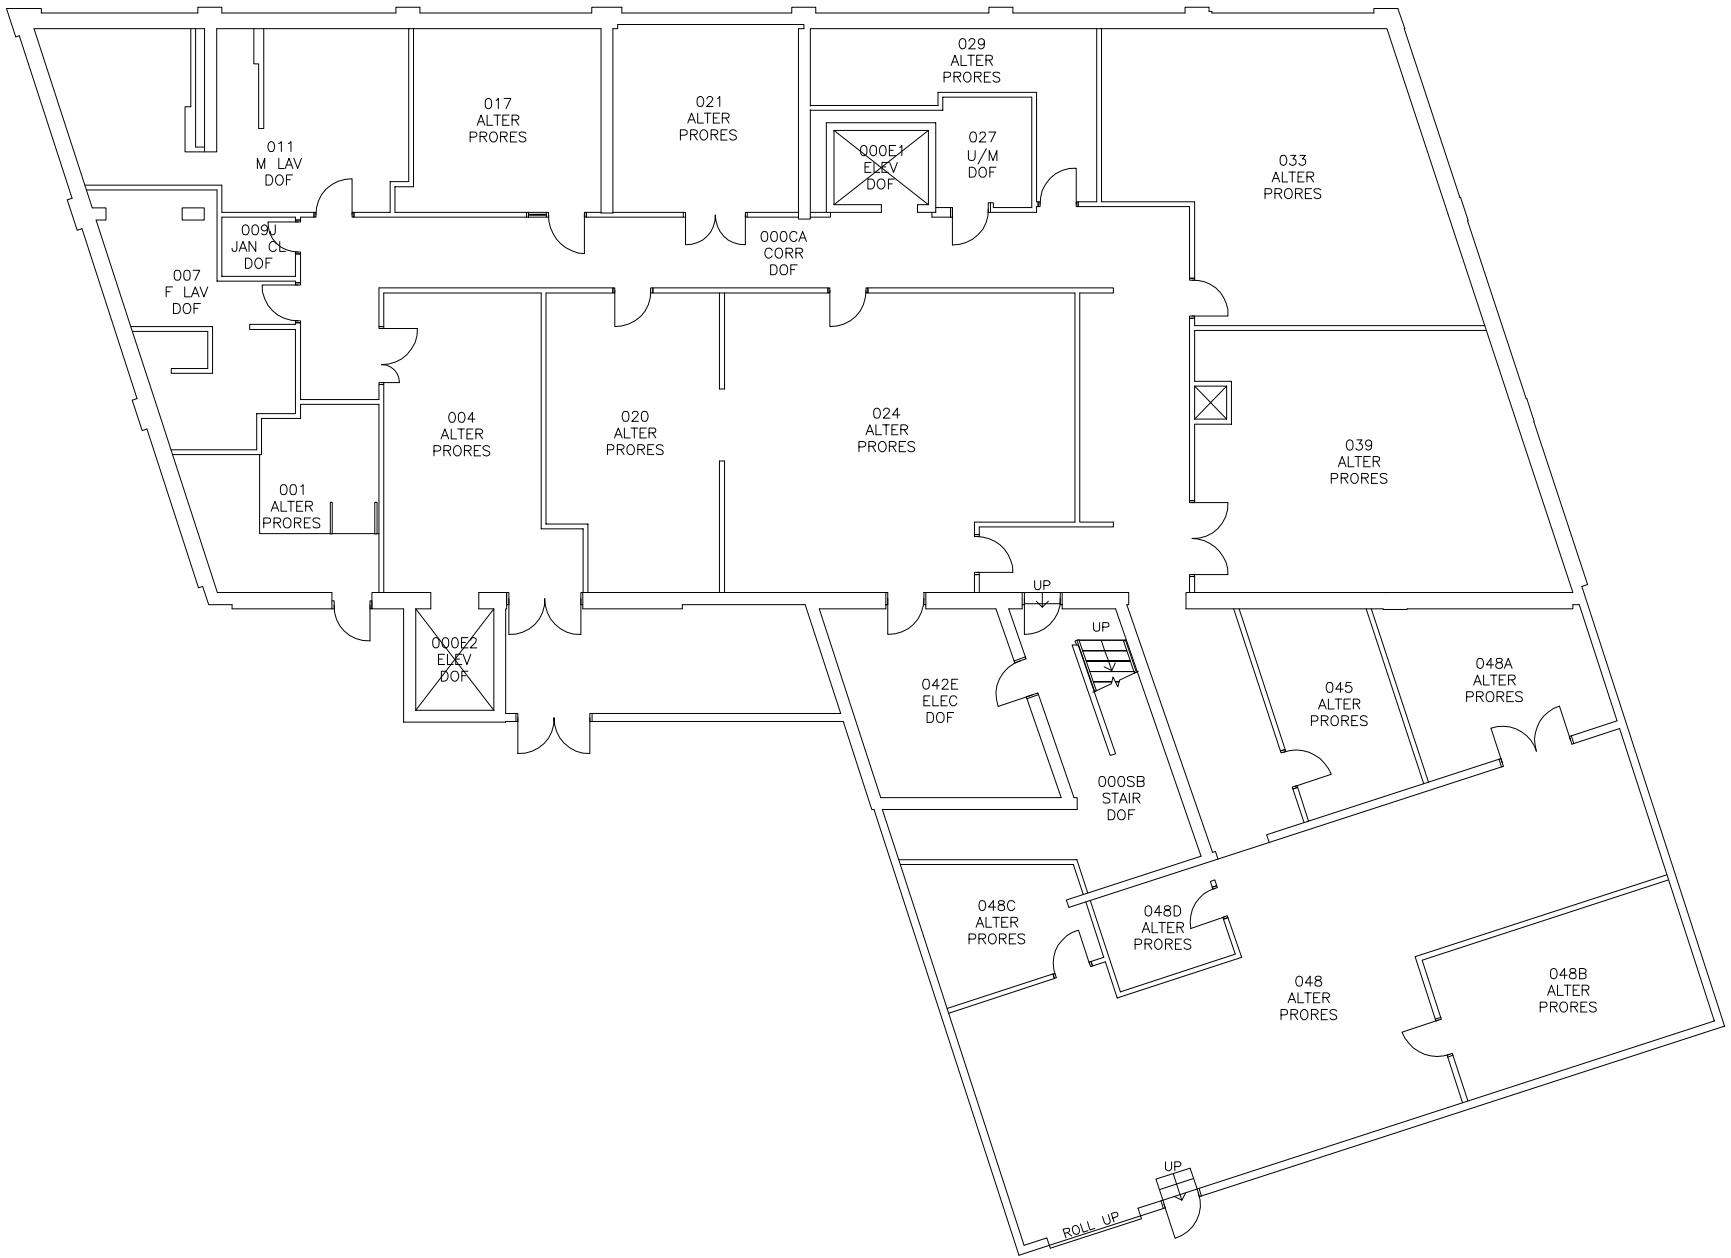 029
ALTER
PRORES
017
ALTER
PRORES
021
ALTER
PRORES
011
M LAV
DOF
000E1
ELEV
DOF
027
U/M
DOF
033
ALTER
PRORES
009J
JAN CL
DOF
000CA
CORR
DOF
007
F LAV
DOF
004
ALTER
PRORES
020
ALTER
PRORES
024
ALTER
PRORES
039
ALTER
PRORES
001
ALTER
PRORES
UP
UP
000E2
ELEV
DOF
042E
ELEC
DOF
045
ALTER
PRORES
048A
ALTER
PRORES
000SB
STAIR
DOF
048C
ALTER
PRORES
048D
ALTER
PRORES
048
ALTER
PRORES
048B
ALTER
PRORES
UP
ROLL UP